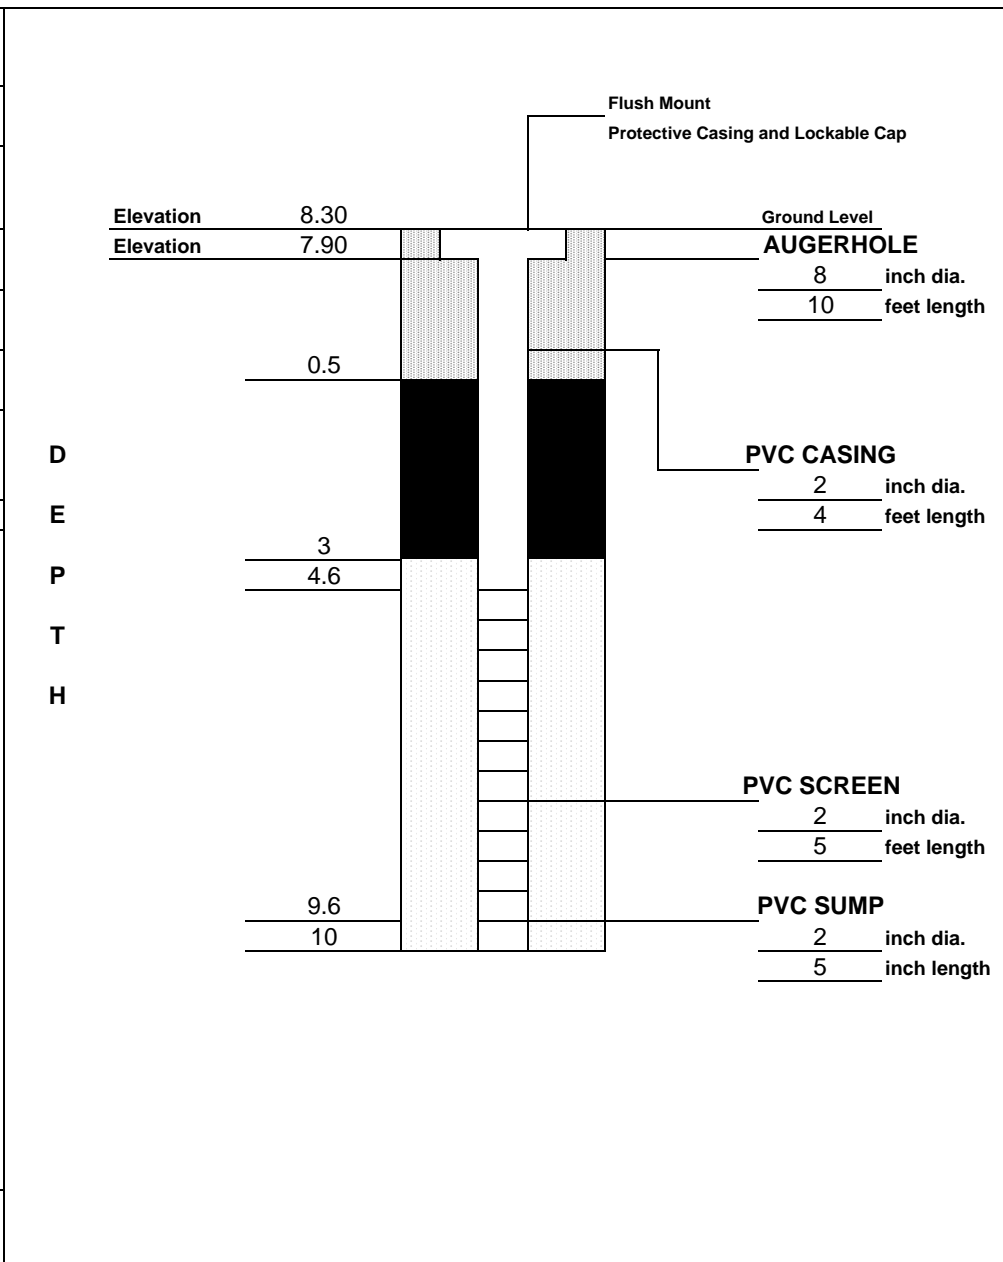 Flush Mount
Protective Casing and Lockable Cap
Elevation 8.30 Ground Level
Elevation 7.90 AUGERHOLE
8 inch dia.
10 feet length
0.5
D PVC CASING
2 inch dia.
E 4 feet length
3
P 4.6
T
H
PVC SCREEN
2 inch dia.
5 feet length
9.6 PVC SUMP
10 2 inch dia.
5 inch length